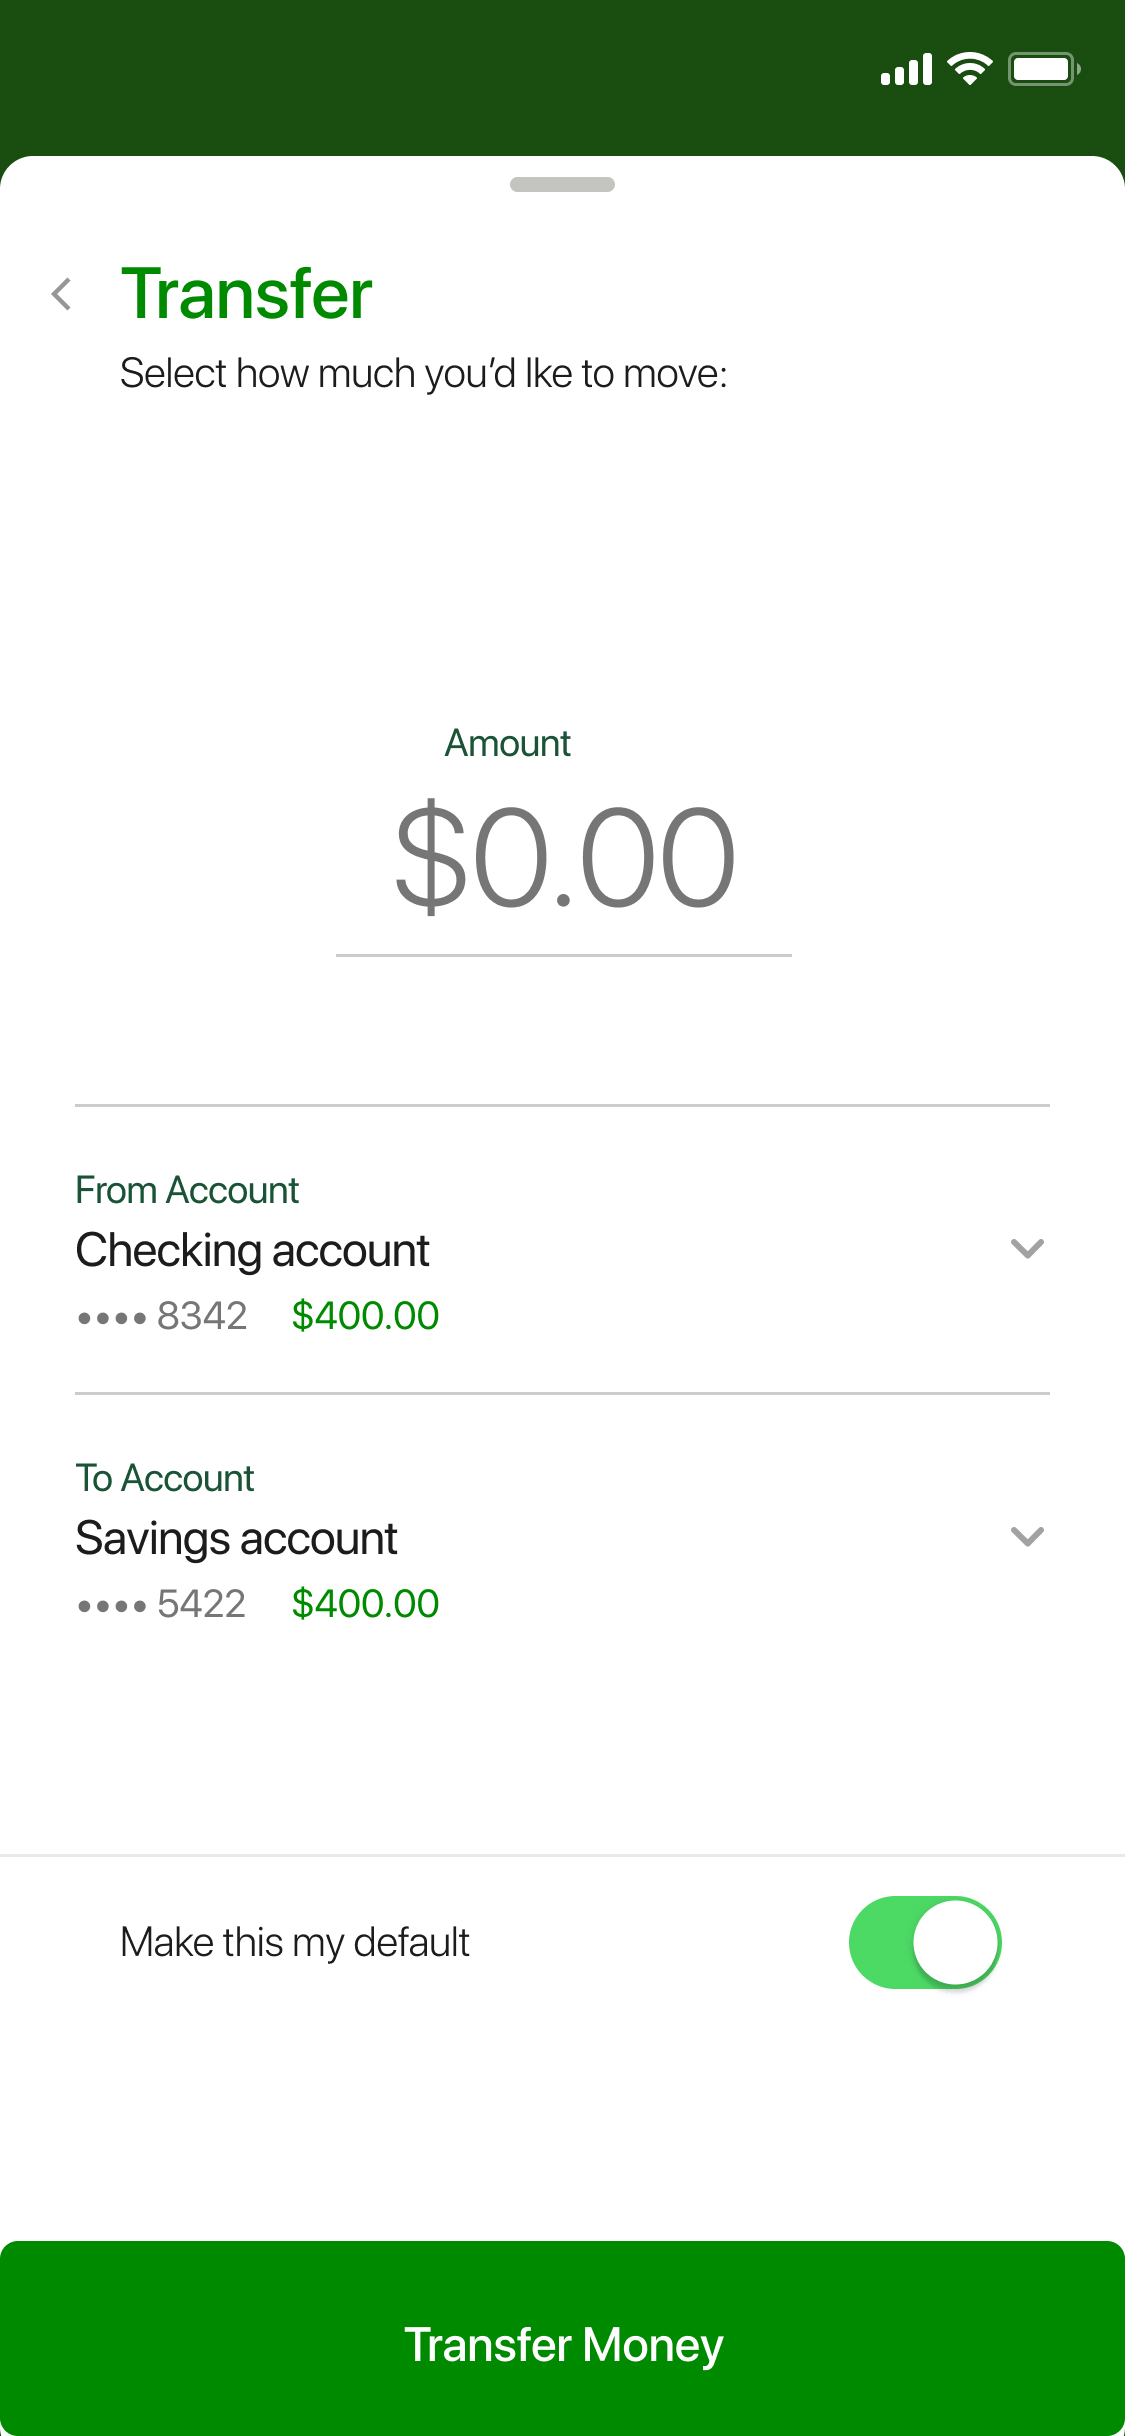 Transfer
Select how much you’d lke to move:
Amount
$0.00
From Account
Checking account
•••• 8342 $400.00
To Account
Savings account
•••• 5422 $400.00
Make this my default
Transfer Money